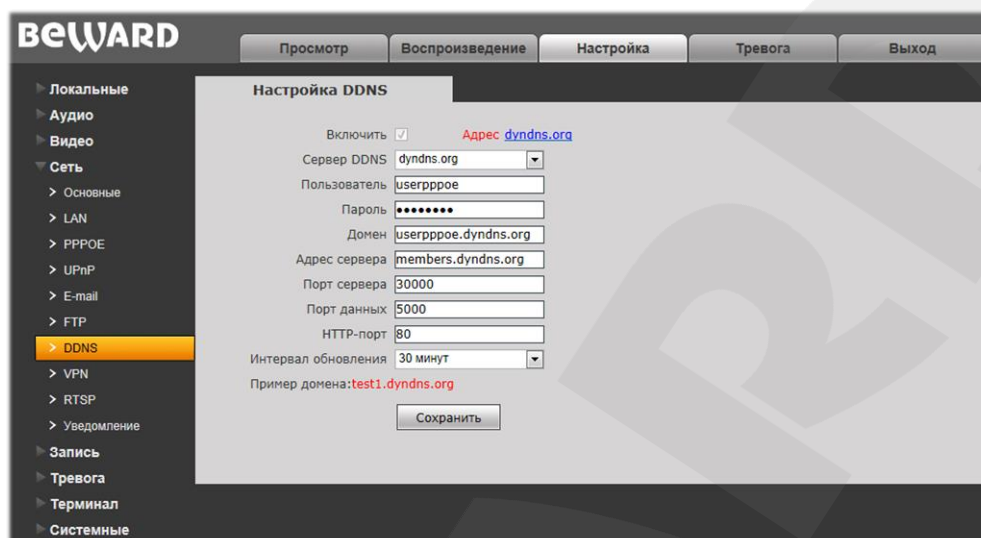 BEWARD
Просмотр Воспроизведение Настройка Тревога Выход
Локальные
Аудио
Видео
Сеть
> Основные
> LAN
> PPPOE
> UPnP
> E-mail
> FTP
> DDNS
> VPN
> RTSP
> Уведомление
Запись
Тревога
Терминал
Системные
Настройка DDNS
Включить Адрес dyndns.org
Сервер DDNS dyndns.org
Пользователь userpppoe
Пароль ••••••••
Домен userpppoe.dyndns.org
Адрес сервера members.dyndns.org
Порт сервера 30000
Порт данных 5000
HTTP-порт 80
Интервал обновления 30 минут
Пример домена:test1.dyndns.org
Сохранить